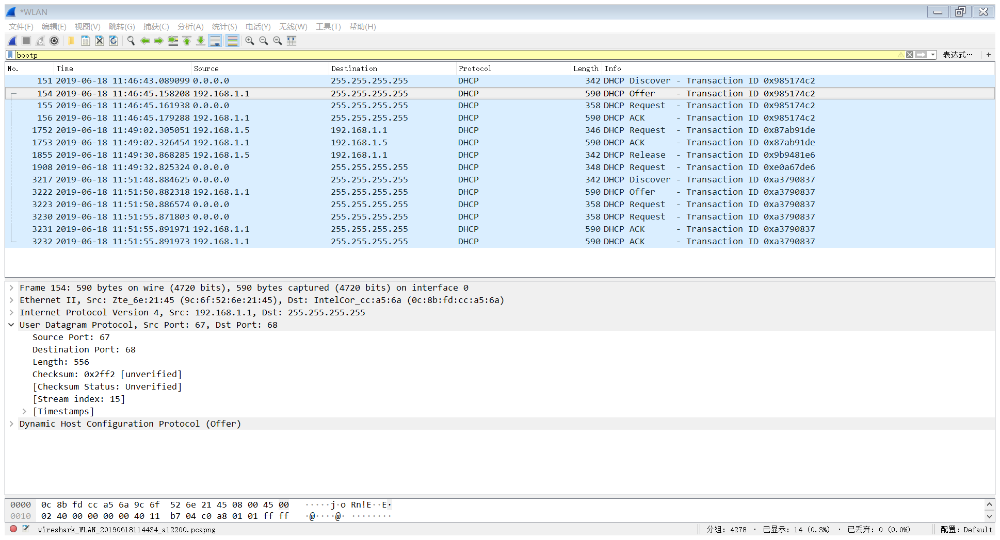 *WLAN
文件(F) 编辑(E) 视图(V) 跳转(G) 捕获(C) 分析(A) 统计(S) 电话(Y) 无线(W) 工具(T) 帮助(H)
bootp 表达式… +
No. Time Source Destination Protocol Length Info
151 2019-06-18 11:46:43.089099 0.0.0.0 255.255.255.255 DHCP 342 DHCP Discover - Transaction ID 0x985174c2
154 2019-06-18 11:46:45.158208 192.168.1.1 255.255.255.255 DHCP 590 DHCP Offer - Transaction ID 0x985174c2
155 2019-06-18 11:46:45.161938 0.0.0.0 255.255.255.255 DHCP 358 DHCP Request - Transaction ID 0x985174c2
156 2019-06-18 11:46:45.179288 192.168.1.1 255.255.255.255 DHCP 590 DHCP ACK - Transaction ID 0x985174c2
1752 2019-06-18 11:49:02.305051 192.168.1.5 192.168.1.1 DHCP 346 DHCP Request - Transaction ID 0x87ab91de
1753 2019-06-18 11:49:02.326454 192.168.1.1 192.168.1.5 DHCP 590 DHCP ACK - Transaction ID 0x87ab91de
1855 2019-06-18 11:49:30.868285 192.168.1.5 192.168.1.1 DHCP 342 DHCP Release - Transaction ID 0x9b9481e6
1908 2019-06-18 11:49:32.825324 0.0.0.0 255.255.255.255 DHCP 348 DHCP Request - Transaction ID 0xe0a67de6
3217 2019-06-18 11:51:48.884625 0.0.0.0 255.255.255.255 DHCP 342 DHCP Discover - Transaction ID 0xa3790837
3222 2019-06-18 11:51:50.882318 192.168.1.1 255.255.255.255 DHCP 590 DHCP Offer - Transaction ID 0xa3790837
3223 2019-06-18 11:51:50.886574 0.0.0.0 255.255.255.255 DHCP 358 DHCP Request - Transaction ID 0xa3790837
3230 2019-06-18 11:51:55.871803 0.0.0.0 255.255.255.255 DHCP 358 DHCP Request - Transaction ID 0xa3790837
3231 2019-06-18 11:51:55.891971 192.168.1.1 255.255.255.255 DHCP 590 DHCP ACK - Transaction ID 0xa3790837
3232 2019-06-18 11:51:55.891973 192.168.1.1 255.255.255.255 DHCP 590 DHCP ACK - Transaction ID 0xa3790837
Frame 154: 590 bytes on wire (4720 bits), 590 bytes captured (4720 bits) on interface 0
Ethernet II, Src: Zte_6e:21:45 (9c:6f:52:6e:21:45), Dst: IntelCor_cc:a5:6a (0c:8b:fd:cc:a5:6a)
Internet Protocol Version 4, Src: 192.168.1.1, Dst: 255.255.255.255
User Datagram Protocol, Src Port: 67, Dst Port: 68
Source Port: 67
Destination Port: 68
Length: 556
Checksum: 0x2ff2 [unverified]
[Checksum Status: Unverified]
[Stream index: 15]
[Timestamps]
Dynamic Host Configuration Protocol (Offer)
0000 0c 8b fd cc a5 6a 9c 6f 52 6e 21 45 08 00 45 00 ·····j·o Rn!E··E·
0010 02 40 00 00 00 00 40 11 b7 04 c0 a8 01 01 ff ff ·@····@· ········
wireshark_WLAN_20190618114434_a12200.pcapng 分组: 4278 · 已显示: 14 (0.3%) · 已丢弃: 0 (0.0%) 配置: Default